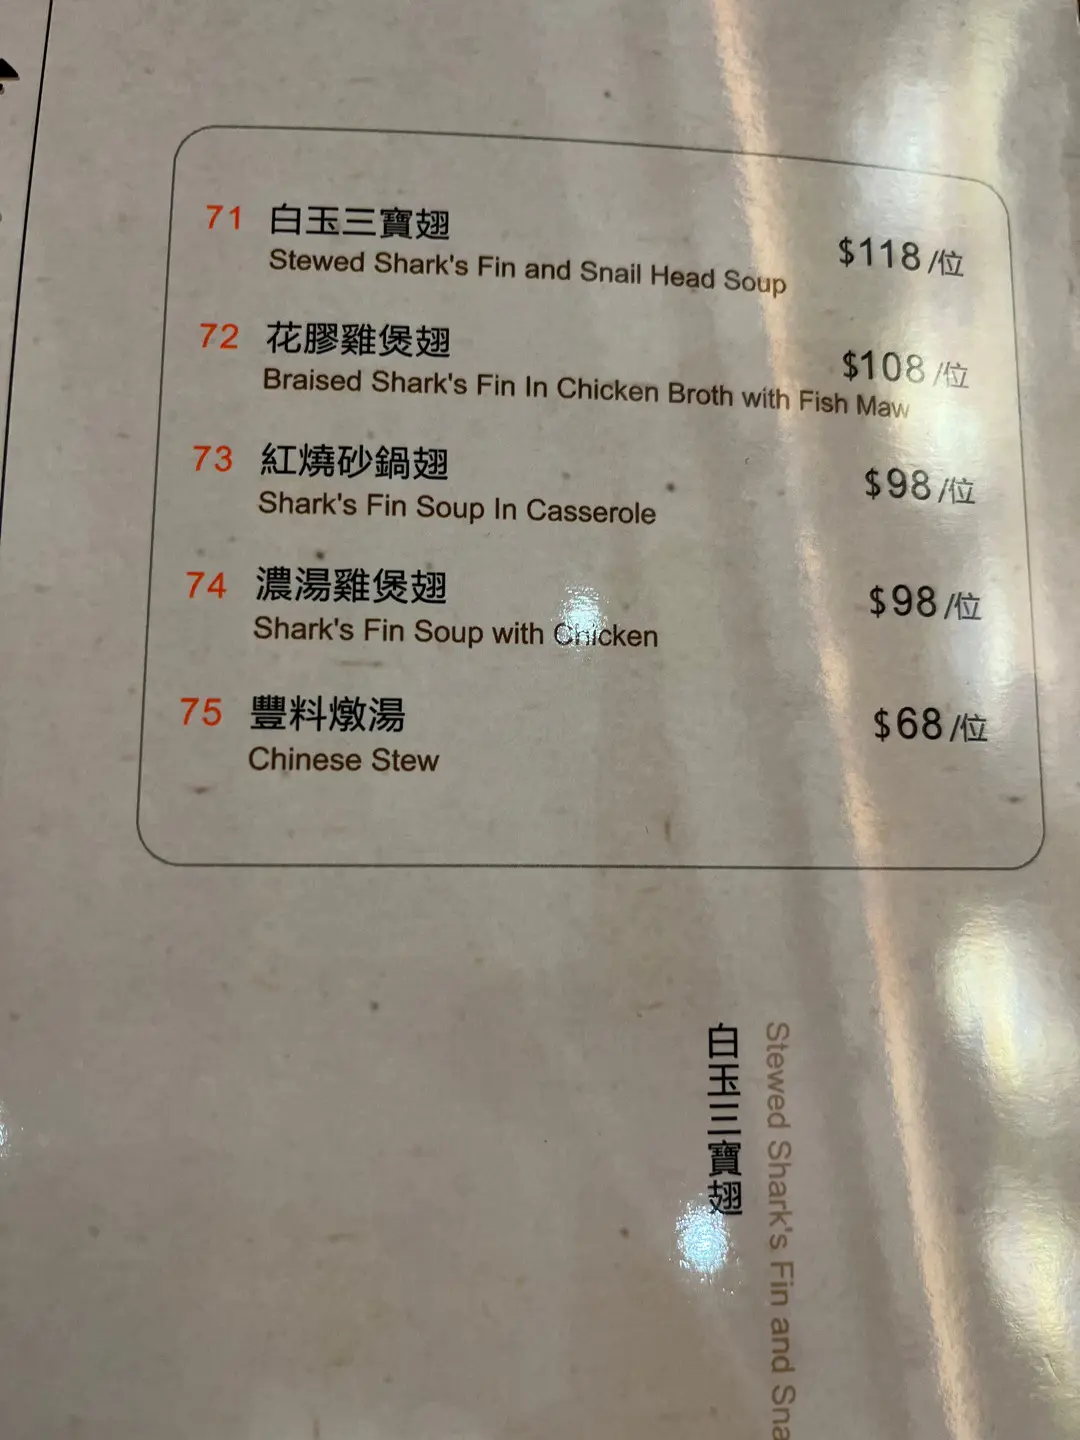 71 白玉三寶翅
Stewed Shark's Fin and Snail Head Soup
$118/位
72 花膠雞煲翅
Braised Shark's Fin In Chicken Broth with Fish Maw
$108/位
73 紅燒砂鍋翅
Shark's Fin Soup In Casserole
$98/位
74 濃湯雞煲翅
Shark's Fin Soup with Chicken
$98/位
75 豐料燉湯
Chinese Stew
$68/位
白玉三寶翅
Stewed Shark's Fin and Sna